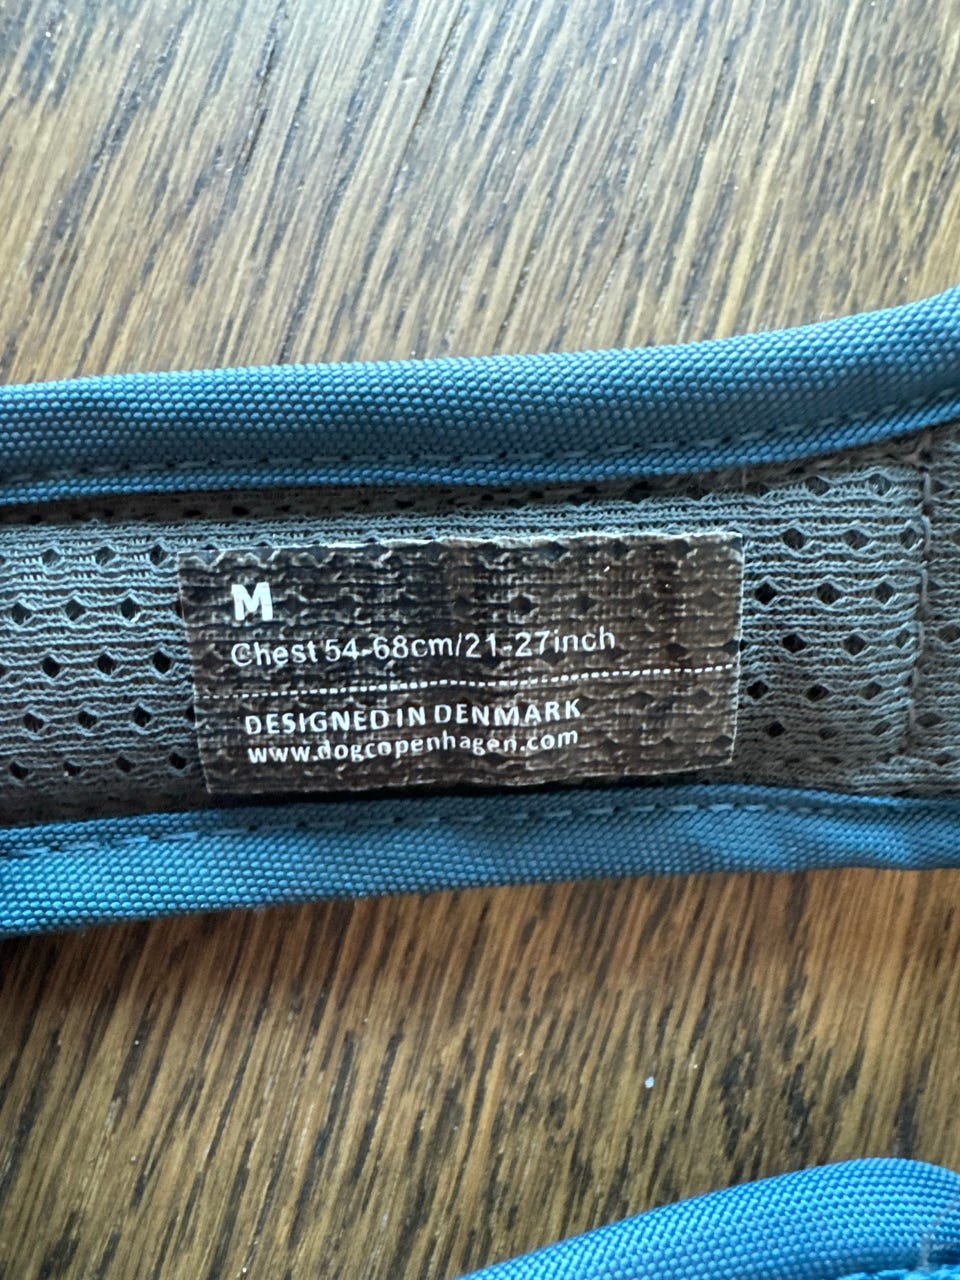 M
Chest 54-68cm/21-27inch
DESIGNED IN DENMARK
www.dogcopenhagen.com